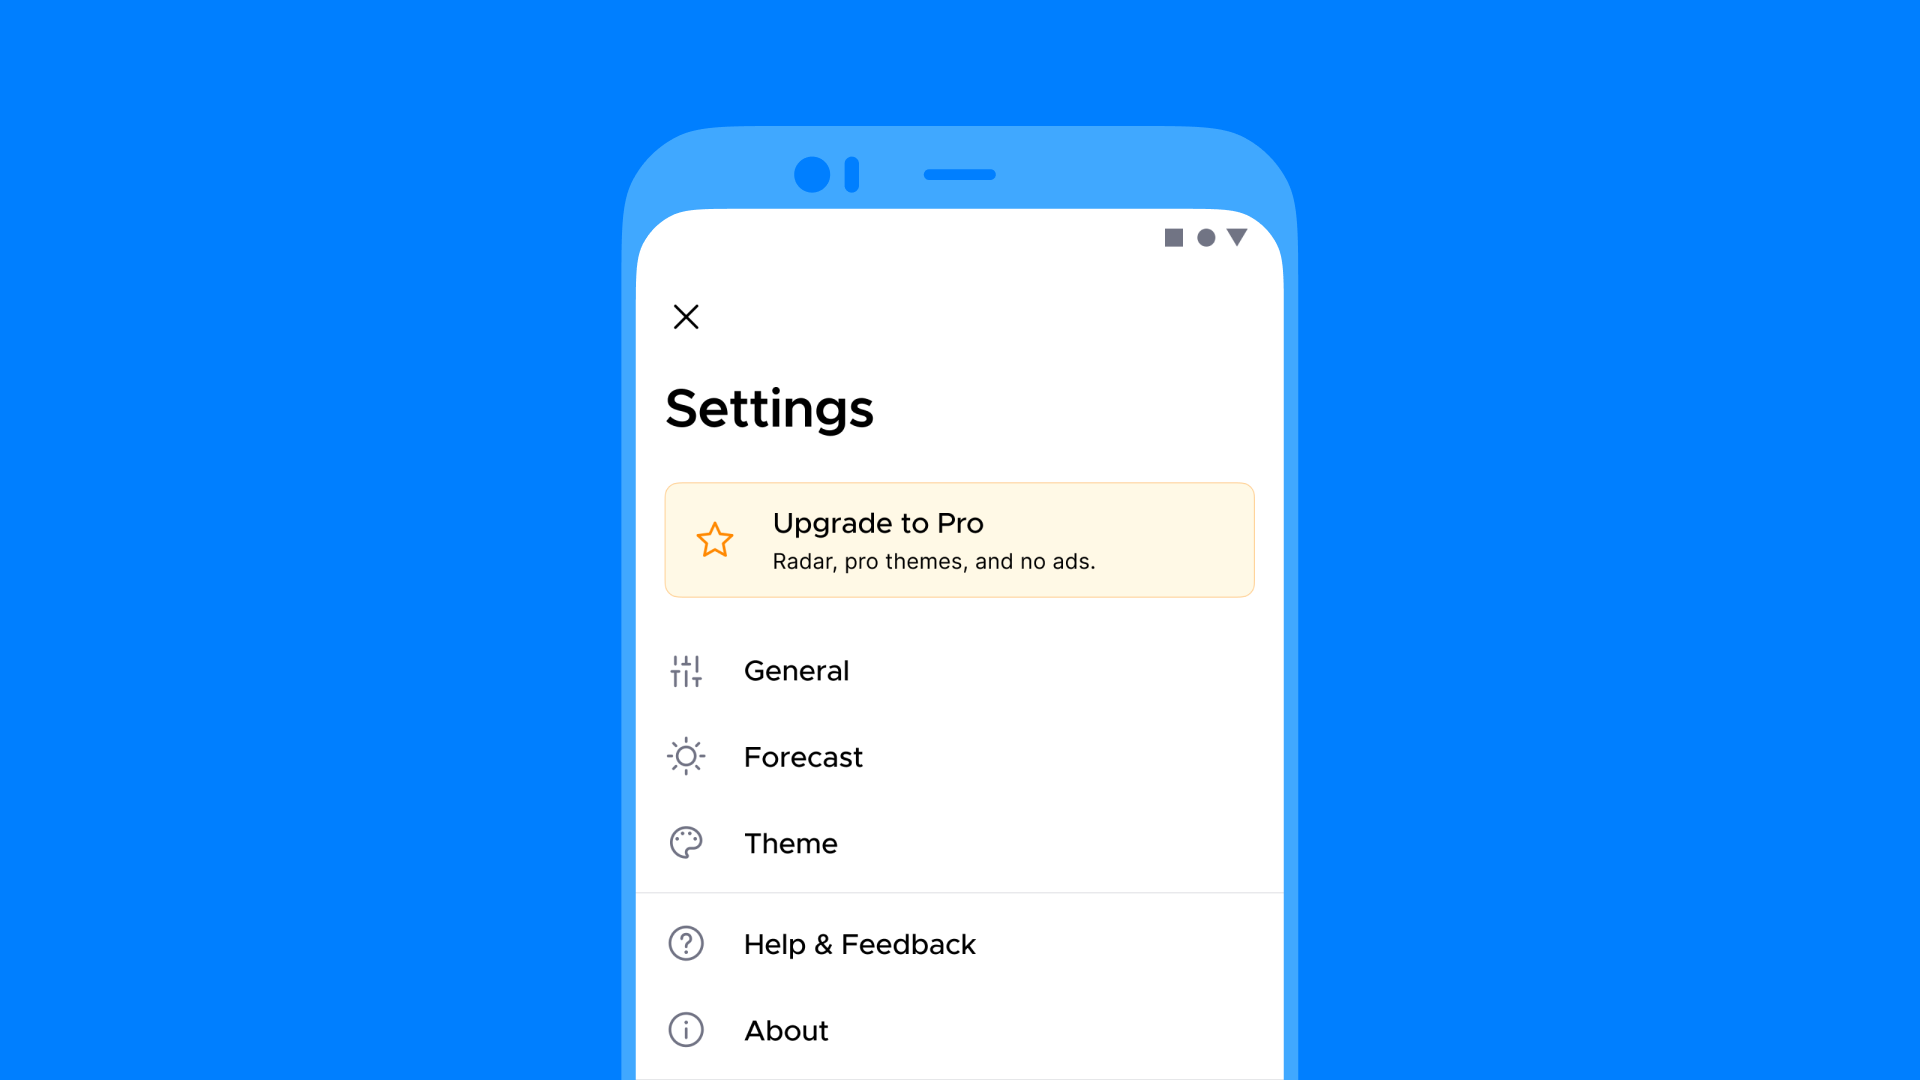 Settings
Upgrade to Pro
Radar, pro themes, and no ads.
General
Forecast
Theme
Help & Feedback
About